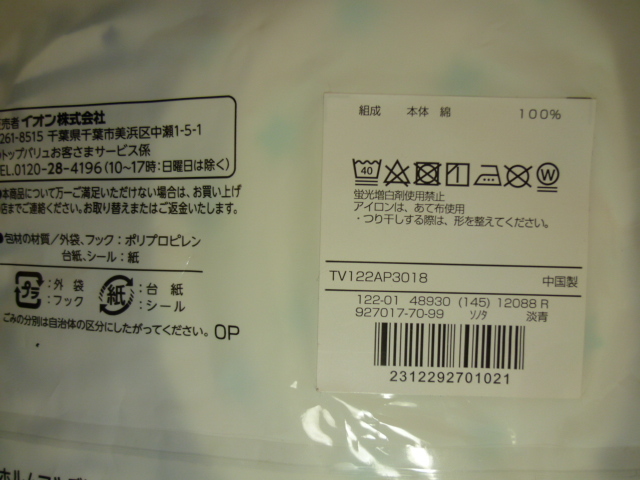 売者 イオン株式会社
261-8515 千葉県千葉市美浜区中瀬1-5-1
トップバリュお客さまサービス係
EL.0120-28-4196 (10~17時:日曜日は除く)
●本商品について万一ご満足いただけない場合は、お買い上げ
店までご連絡ください。お取り替えまたはご返金いたします。
●包材の材質/外袋、フック:ポリプロピレン
台紙、シール:紙
プラ :外袋
:フック
紙 :台紙
:シール
ごみの分別は自治体の区分にしたがってください。 OP
組成 本体 綿 100%
40
W
蛍光増白剤使用禁止
アイロンは、あて布使用
・つり干しする際は、形を整えてください。
TV122AP3018 中国製
122-01 48930 (145) 12088 R
927017-70-99 ソノタ 淡青
2312292701021